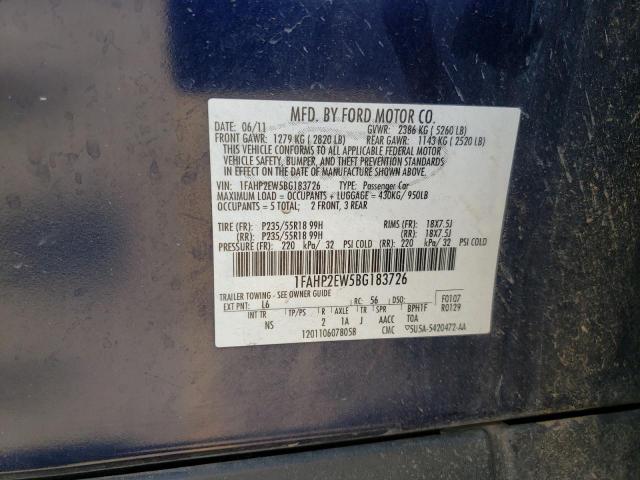 MFD. BY FORD MOTOR CO.
DATE: 06/11 GVWR: 2386 KG ( 5260 LB)
FRONT GAWR: 1279 KG ( 2820 LB) REAR GAWR: 1143 KG ( 2520 LB)
THIS VEHICLE CONFORMS TO ALL APPLICABLE FEDERAL MOTOR
VEHICLE SAFETY, BUMPER, AND THEFT PREVENTION STANDARDS
IN EFFECT ON THE DATE OF MANUFACTURE SHOWN ABOVE.
VIN: 1FAHP2EW5BG183726 TYPE: Passenger Car
MAXIMUM LOAD = OCCUPANTS + LUGGAGE = 430KG/ 950LB
OCCUPANTS = 5 TOTAL; 2 FRONT, 3 REAR
TIRE (FR): P235/55R18 99H RIMS (FR): 18X7.5J
(RR): P235/55R18 99H (RR): 18X7.5J
PRESSURE (FR): 220 kPa/ 32 PSI COLD (RR): 220 kPa/ 32 PSI COLD
1FAHP2EW5BG183726
TRAILER TOWING - SEE OWNER GUIDE
EXT PNT: L6 RC: 56 DSO: F0107
INT TR TP/PS R AXLE TR SPR BPH1F R0129
NS 2 1A J AACC TOA
1201106078058 CMC 5U5A-5420472-AA